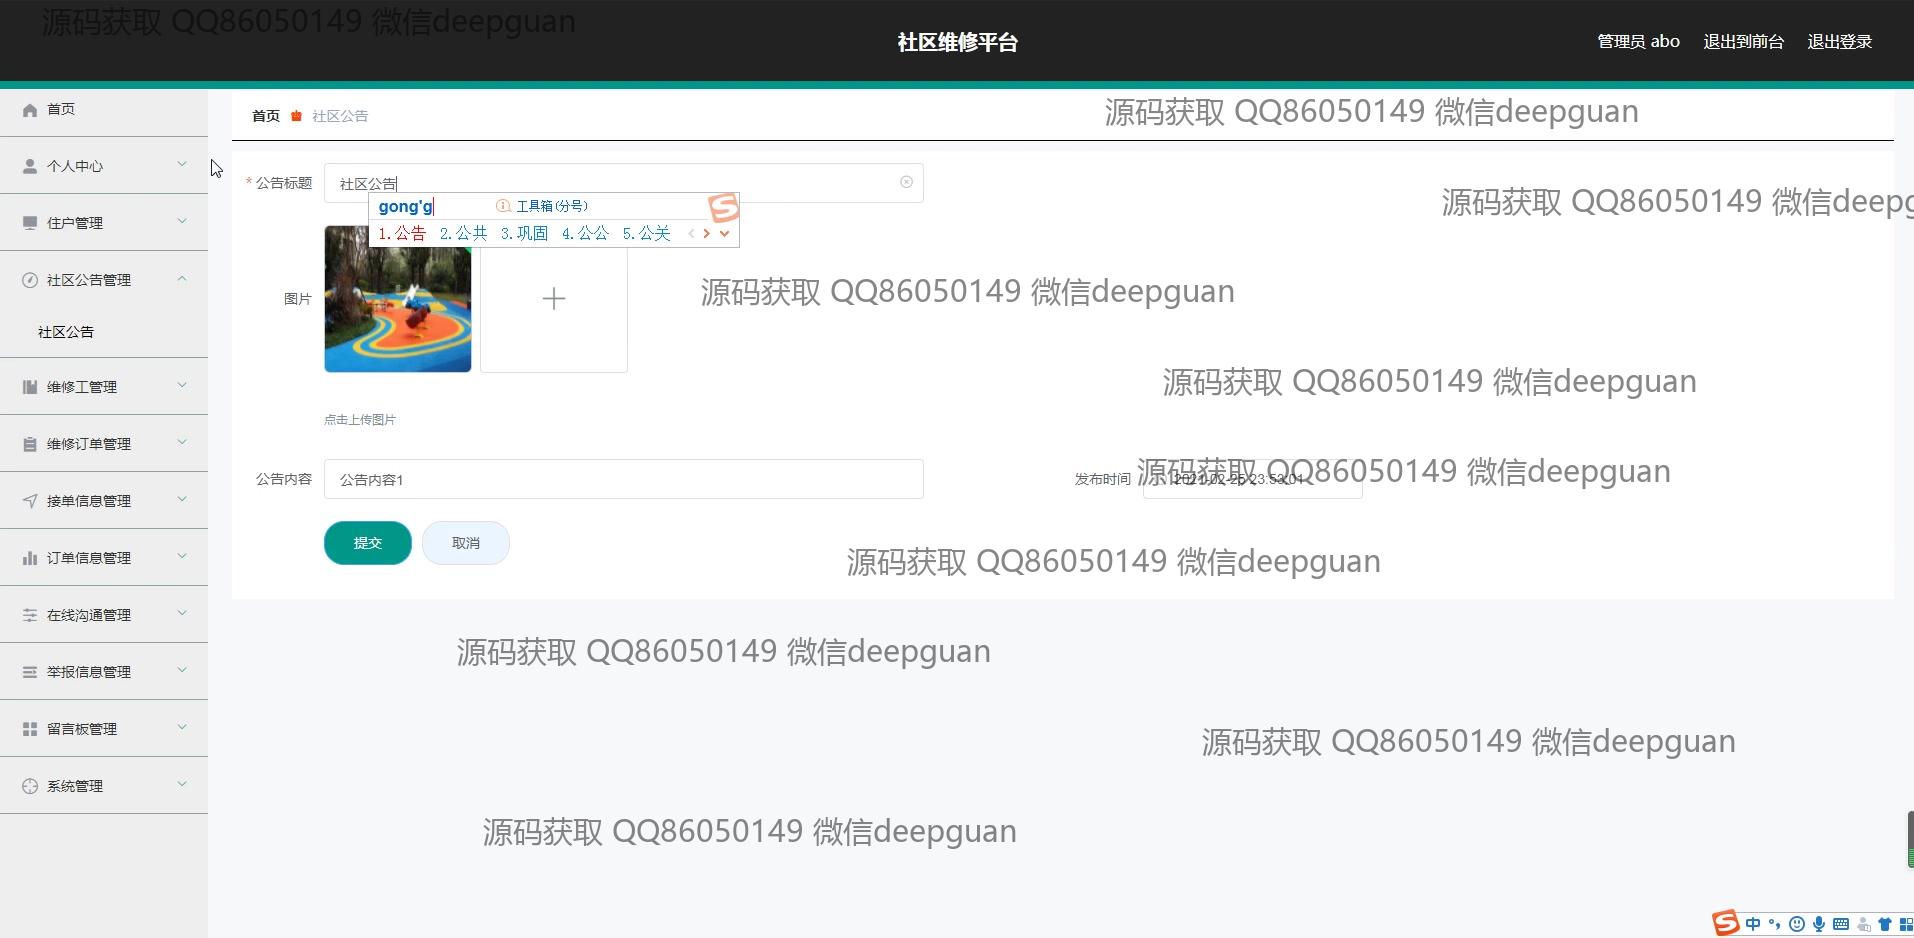 源码获取 QQ86050149 微信deepguan
社区维修平台
管理员 abo 退出到前台 退出登录
首页
个人中心
住户管理
社区公告管理
社区公告
维修工管理
维修订单管理
接单信息管理
订单信息管理
在线沟通管理
举报信息管理
留言板管理
系统管理
首页 社区公告
源码获取 QQ86050149 微信deepguan
* 公告标题 社区公告
gong'g 工具箱(分号)
1.公告 2.公共 3.巩固 4.公公 5.公关
源码获取 QQ86050149 微信deepg
图片
源码获取 QQ86050149 微信deepguan
源码获取 QQ86050149 微信deepguan
点击上传图片
公告内容 公告内容1
发布时间 2021-02-25 23:53:01
源码获取 QQ86050149 微信deepguan
提交 取消
源码获取 QQ86050149 微信deepguan
源码获取 QQ86050149 微信deepguan
源码获取 QQ86050149 微信deepguan
源码获取 QQ86050149 微信deepguan
中